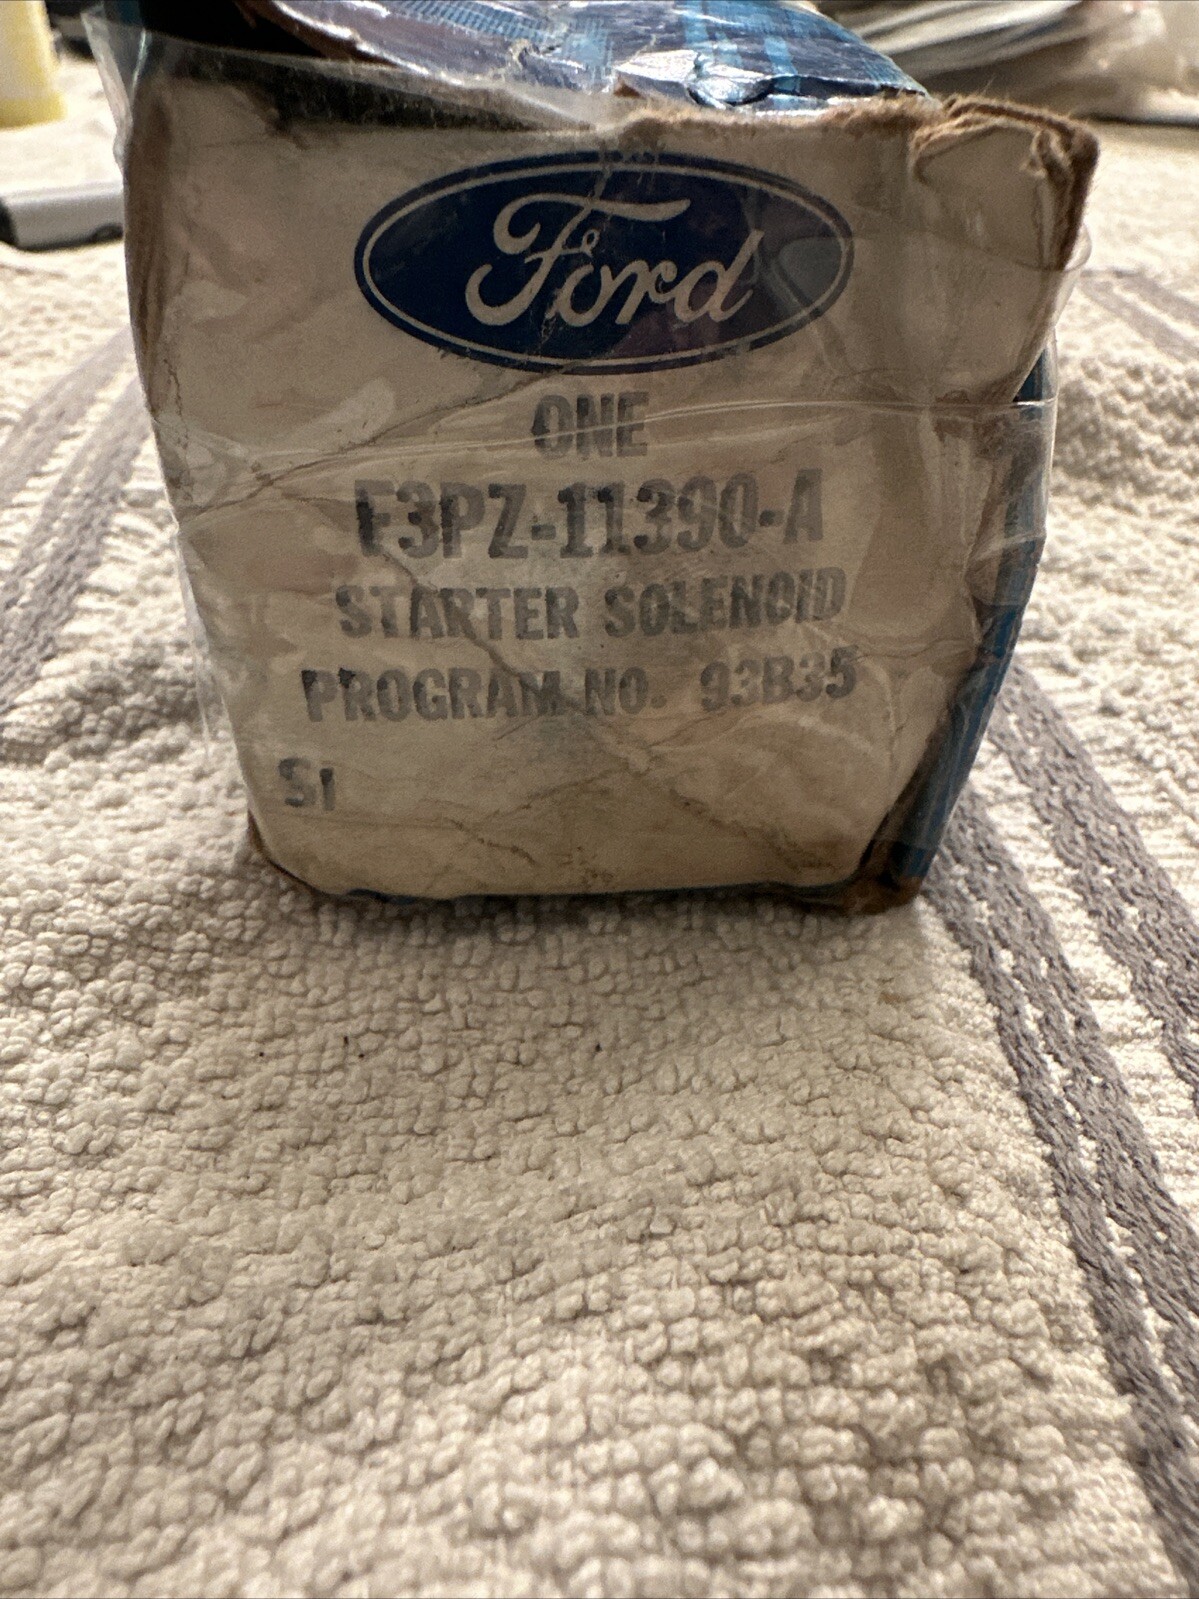 Ford
ONE
F3PZ-11390-A
STARTER SOLENOID
PROGRAM NO. 93B35
SI